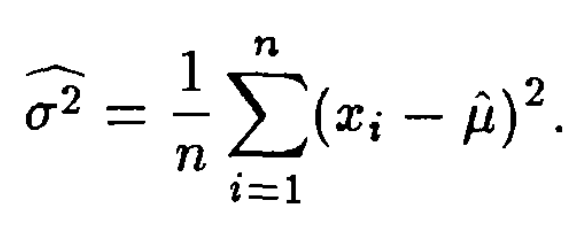 $\widehat{\sigma^2} = \frac{1}{n} \sum_{i=1}^{n} (x_i - \hat{\mu})^2.$